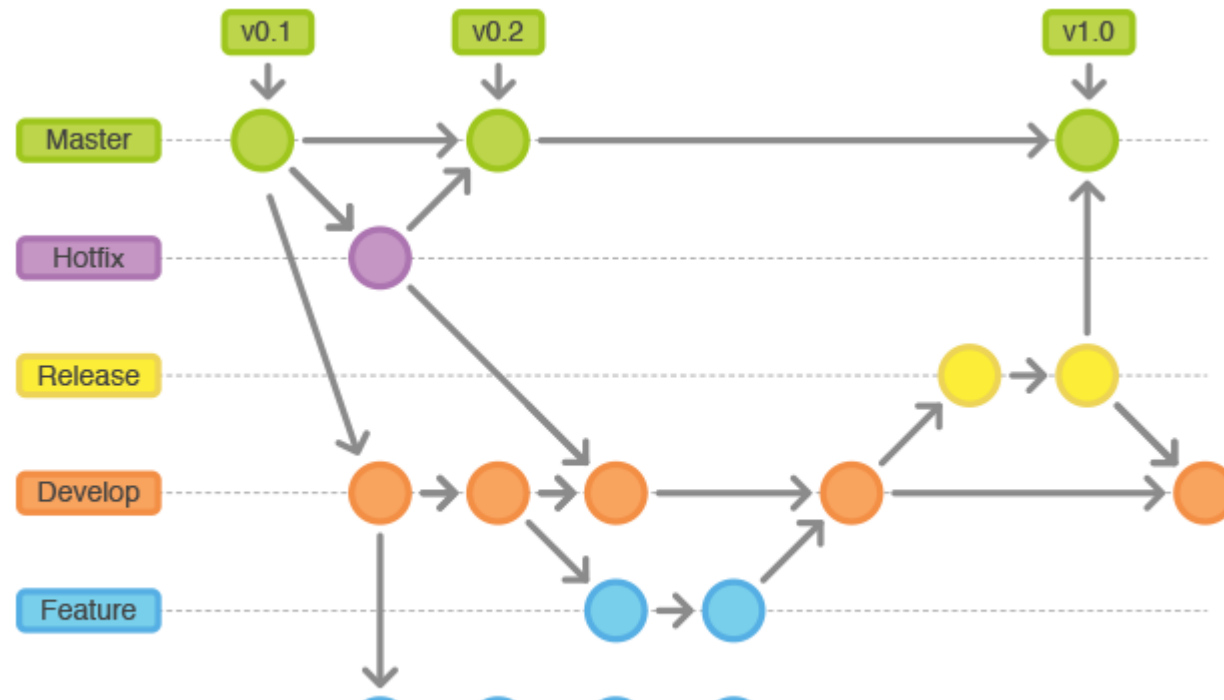 v0.1
v0.2
v1.0
Master
Hotfix
Release
Develop
Feature